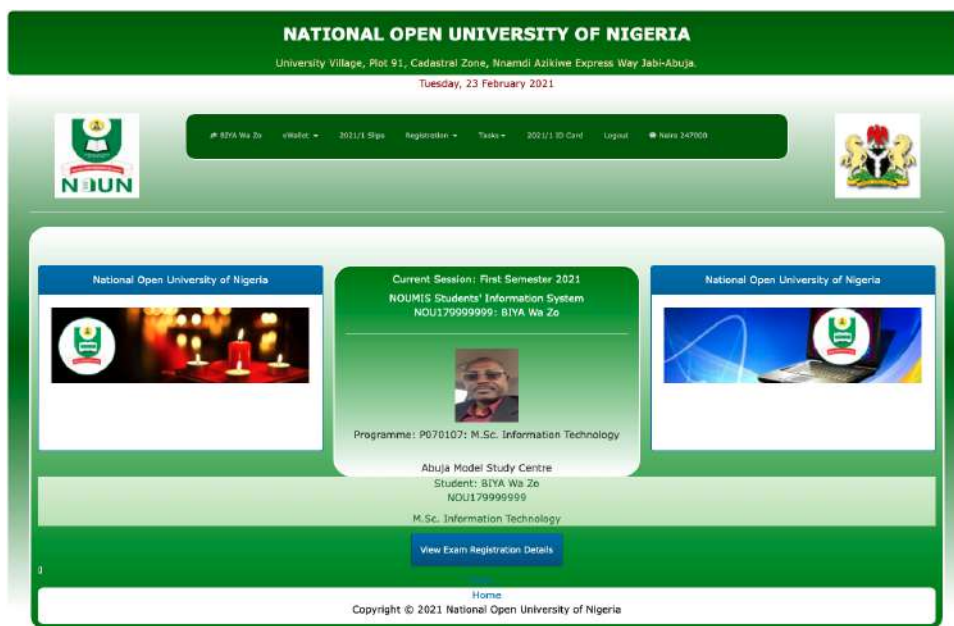 NATIONAL OPEN UNIVERSITY OF NIGERIA
University Village, Plot 91, Cadastral Zone, Nnamdi Azikiwe Express Way Jabi-Abuja.
Tuesday, 23 February 2021
NOUN
BIYA Wa Zo eWallet 2021/1 Slips Registration Tasks 2021/1 ID Card Logout Naira 247000
National Open University of Nigeria
Current Session: First Semester 2021
NOUMIS Students' Information System
NOU179999999: BIYA Wa Zo
Programme: P070107: M.Sc. Information Technology
National Open University of Nigeria
Abuja Model Study Centre
Student: BIYA Wa Zo
NOU179999999
M.Sc. Information Technology
View Exam Registration Details
Home
Copyright © 2021 National Open University of Nigeria